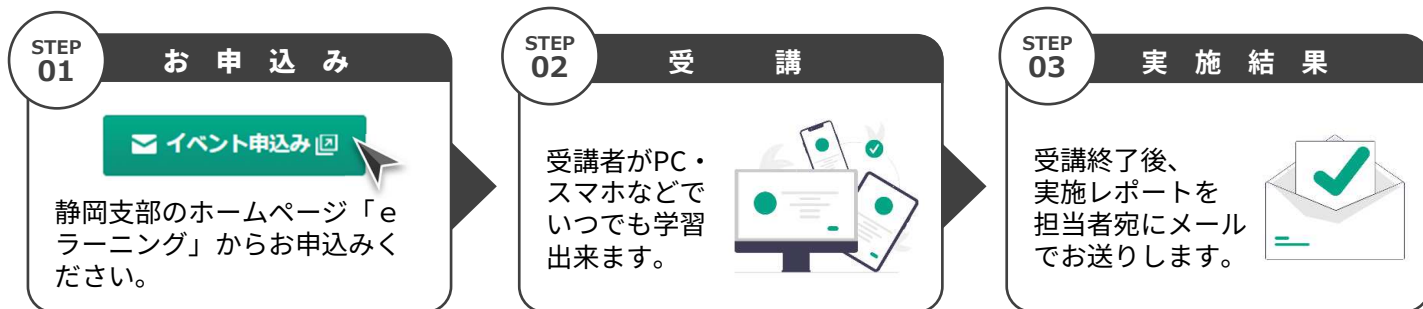 STEP
01
お申込み
イベント申込み
静岡支部のホームページ「ｅ
ラーニング」からお申込みく
ださい。
STEP
02
受講
受講者がPC・
スマホなどで
いつでも学習
出来ます。
STEP
03
実施結果
受講終了後、
実施レポートを
担当者宛にメール
でお送りします。